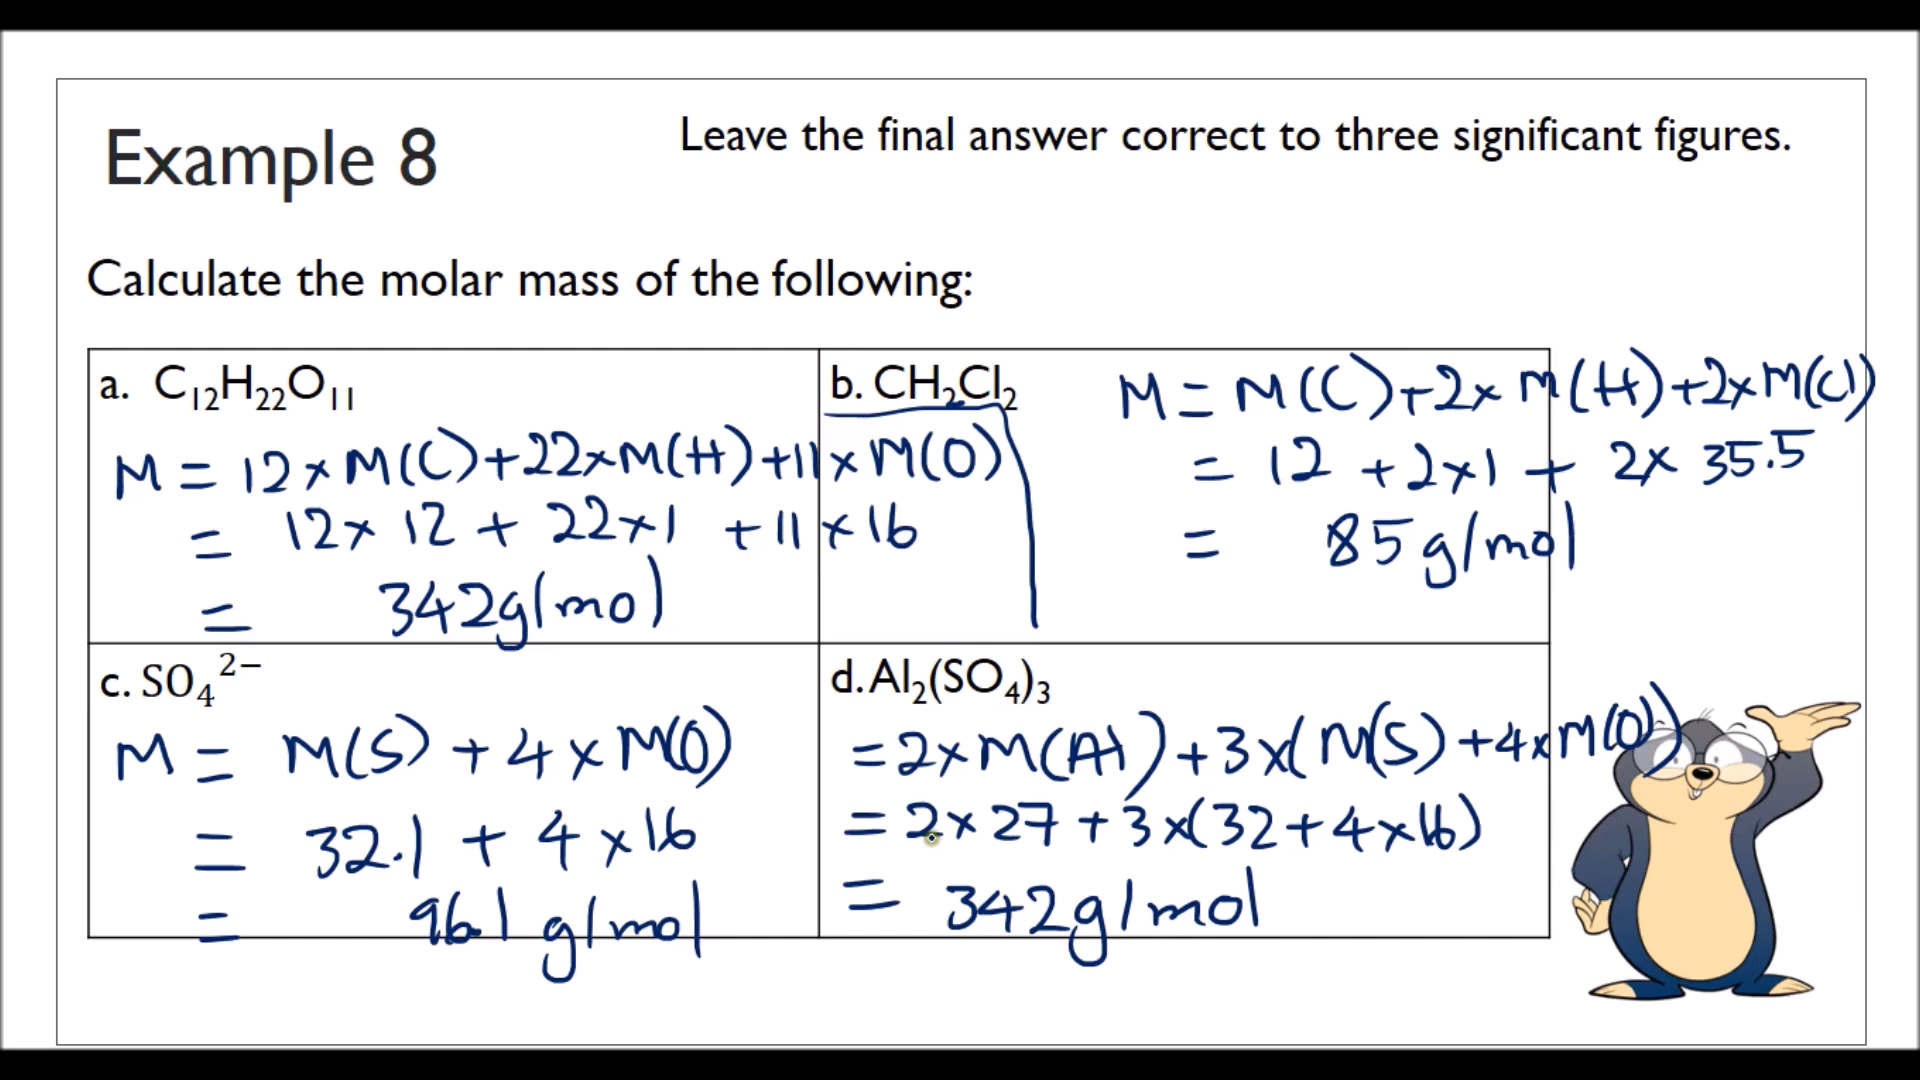 Example 8
Leave the final answer correct to three significant figures.
Calculate the molar mass of the following:
a. C₁₂H₂₂O₁₁
M = 12 × M(C) + 22 × M(H) + 11 × M(O)
= 12 × 12 + 22 × 1 + 11 × 16
= 342g/mol
b. CH₂Cl₂
M = M(C) + 2 × M(H) + 2 × M(Cl)
= 12 + 2 × 1 + 2 × 35.5
= 85 g/mol
c. SO₄²⁻
M = M(S) + 4 × M(O)
= 32.1 + 4 × 16
= 96.1 g/mol
d. Al₂(SO₄)₃
= 2 × M(Al) + 3 × (M(S) + 4 × M(O))
= 2 × 27 + 3 × (32 + 4 × 16)
= 342g/mol